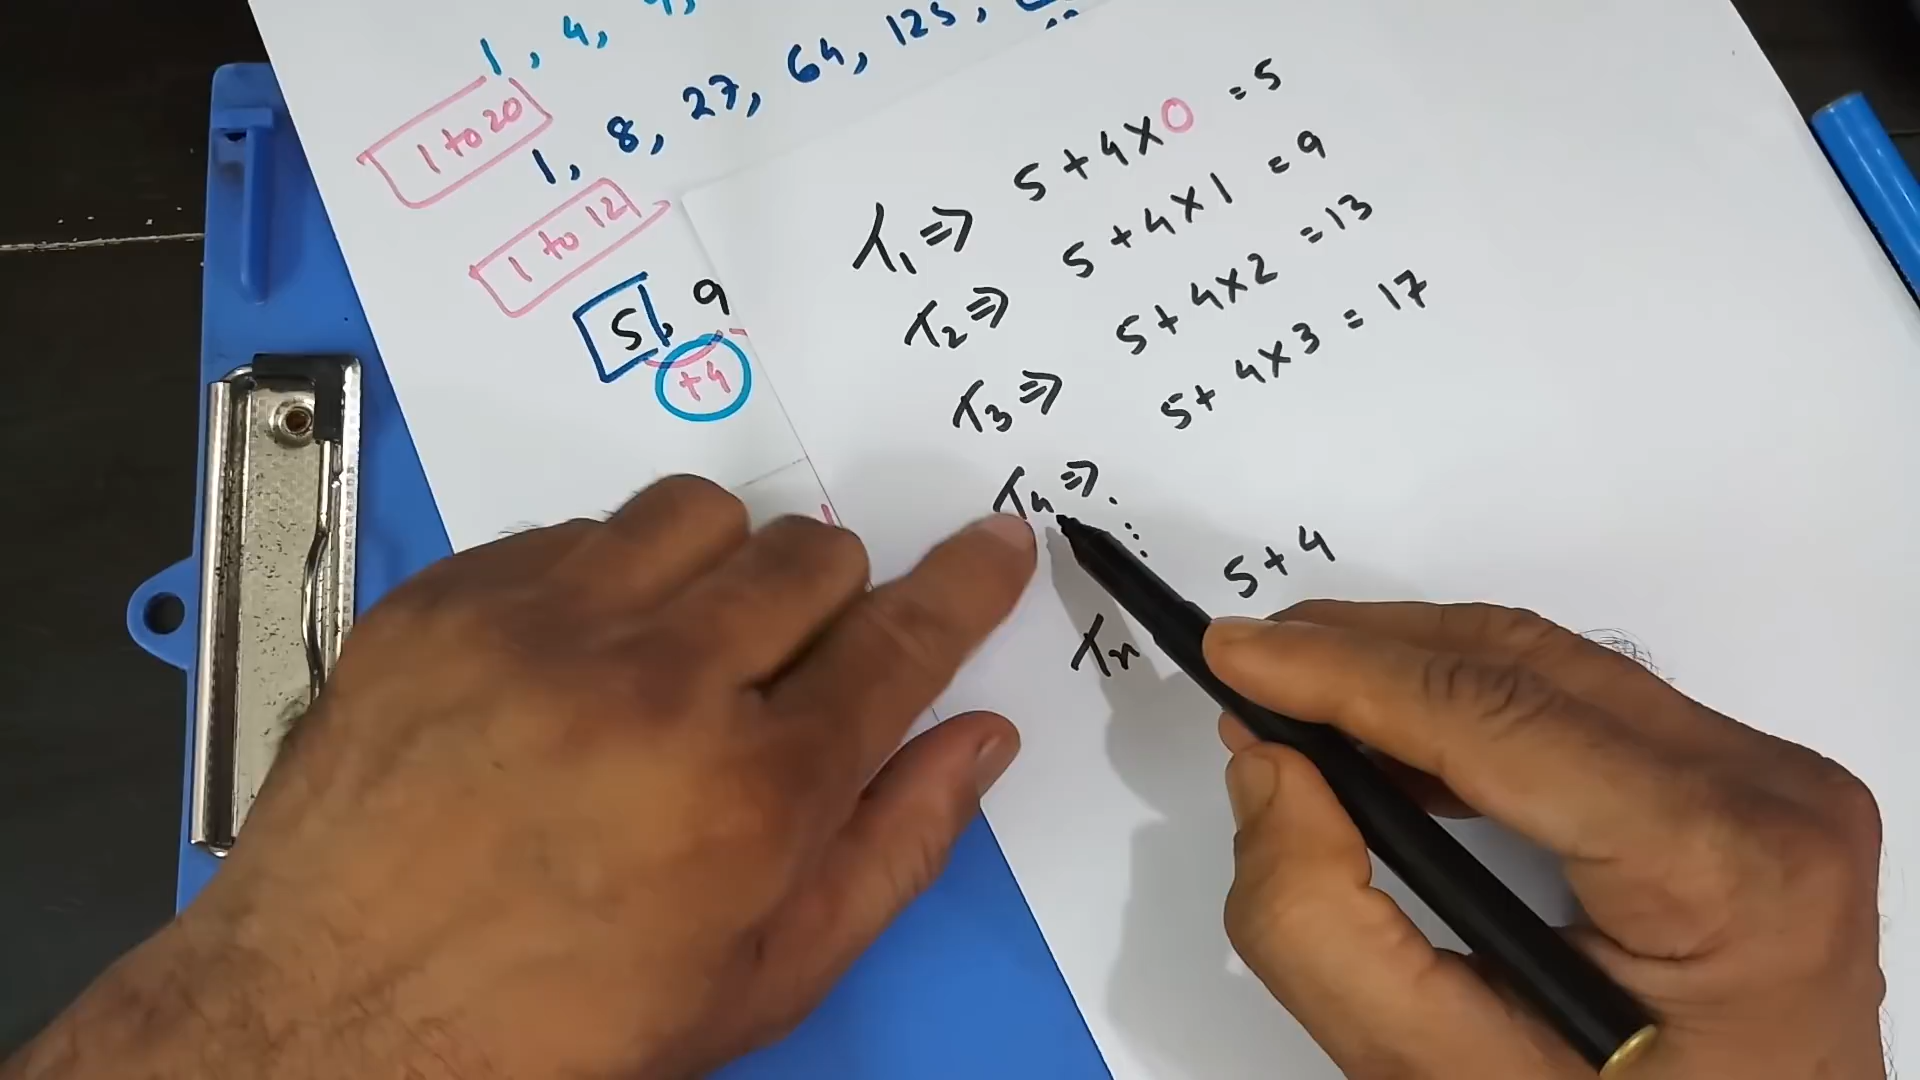 1, 4, 9,
1 to 20
1, 8, 27, 64, 125,
1 to 12
5, 9
+4
T1 => 5 + 4 X 0 = 5
T2 => 5 + 4 X 1 = 9
T3 => 5 + 4 X 2 = 13
T4 => 5 + 4 X 3 = 17
Tn 5 + 4